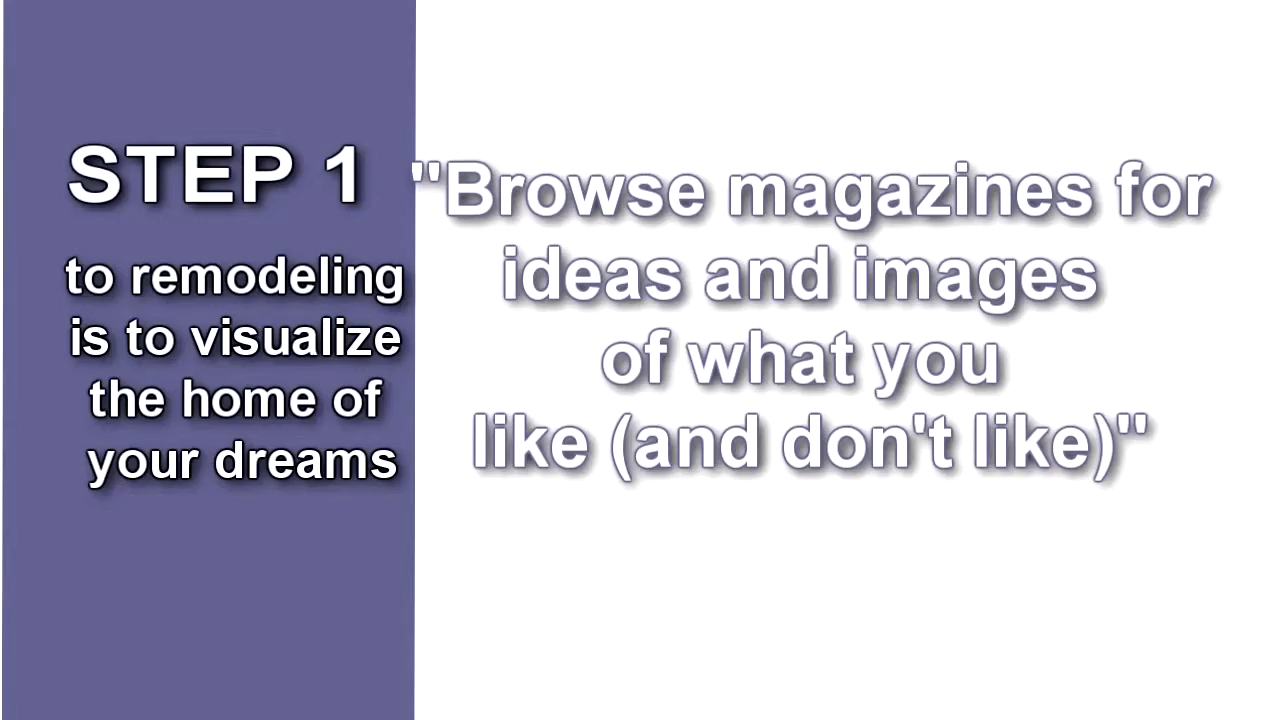 STEP 1
to remodeling
is to visualize
the home of
your dreams
"Browse magazines for
ideas and images
of what you
like (and don't like)"